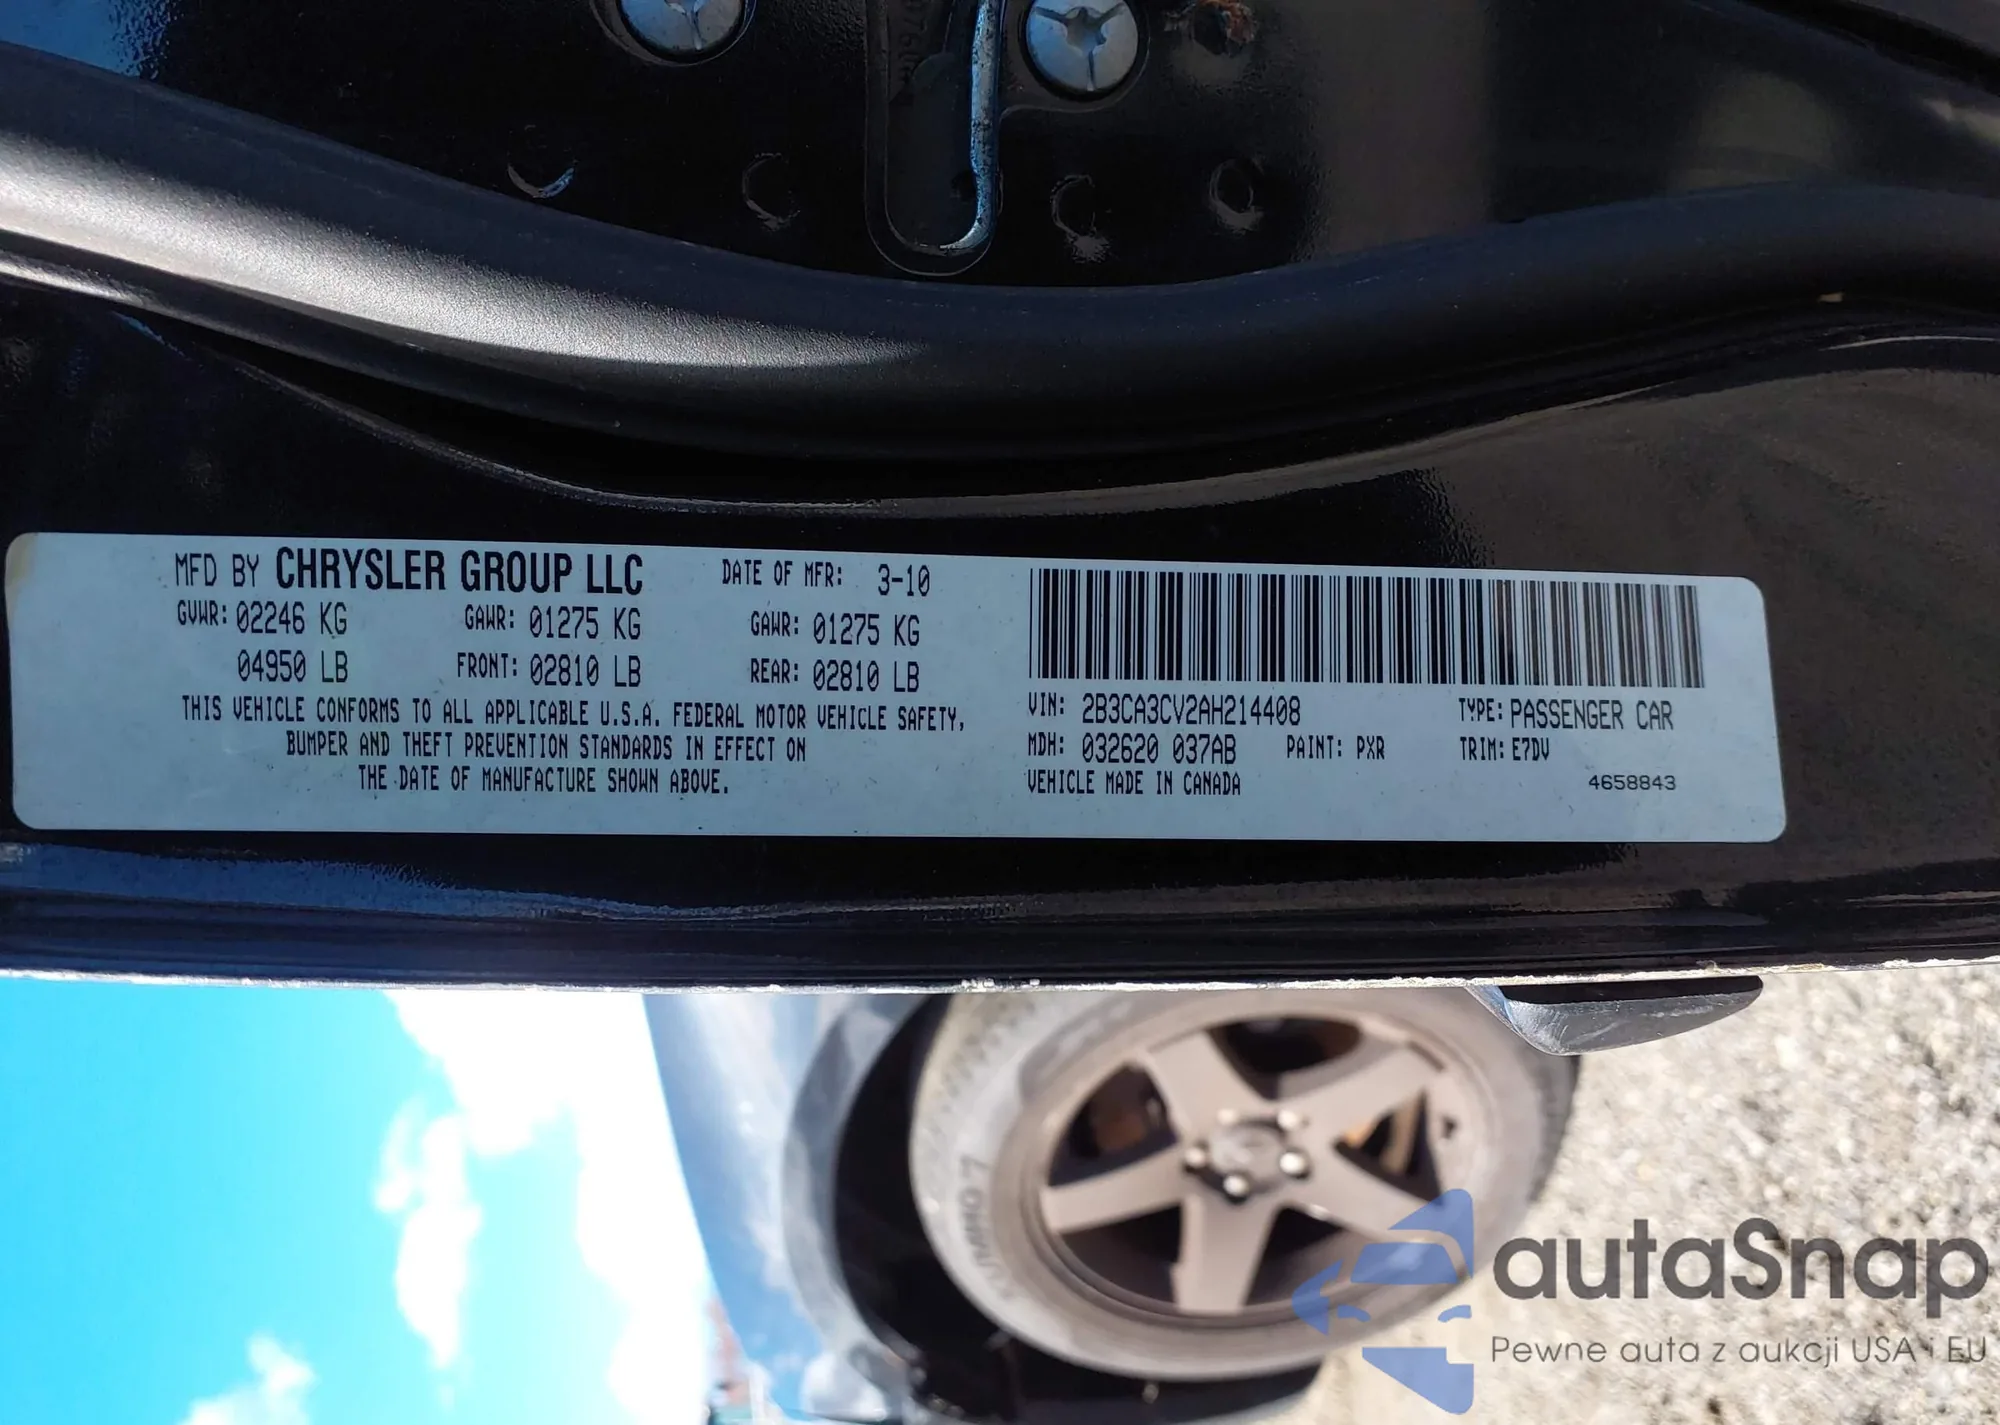 MFD BY CHRYSLER GROUP LLC DATE OF MFR: 3-10
GVWR: 02246 KG GAWR: 01275 KG GAWR: 01275 KG
04950 LB FRONT: 02810 LB REAR: 02810 LB
THIS VEHICLE CONFORMS TO ALL APPLICABLE U.S.A. FEDERAL MOTOR VEHICLE SAFETY,
BUMPER AND THEFT PREVENTION STANDARDS IN EFFECT ON
THE DATE OF MANUFACTURE SHOWN ABOVE.
VIN: 2B3CA3CV2AH214408 TYPE: PASSENGER CAR
MDH: 032620 037AB PAINT: PXR TRIM: E7DV
VEHICLE MADE IN CANADA 4658843
KUMHO
autaSnap
Pewne auta z aukcji USA i EU